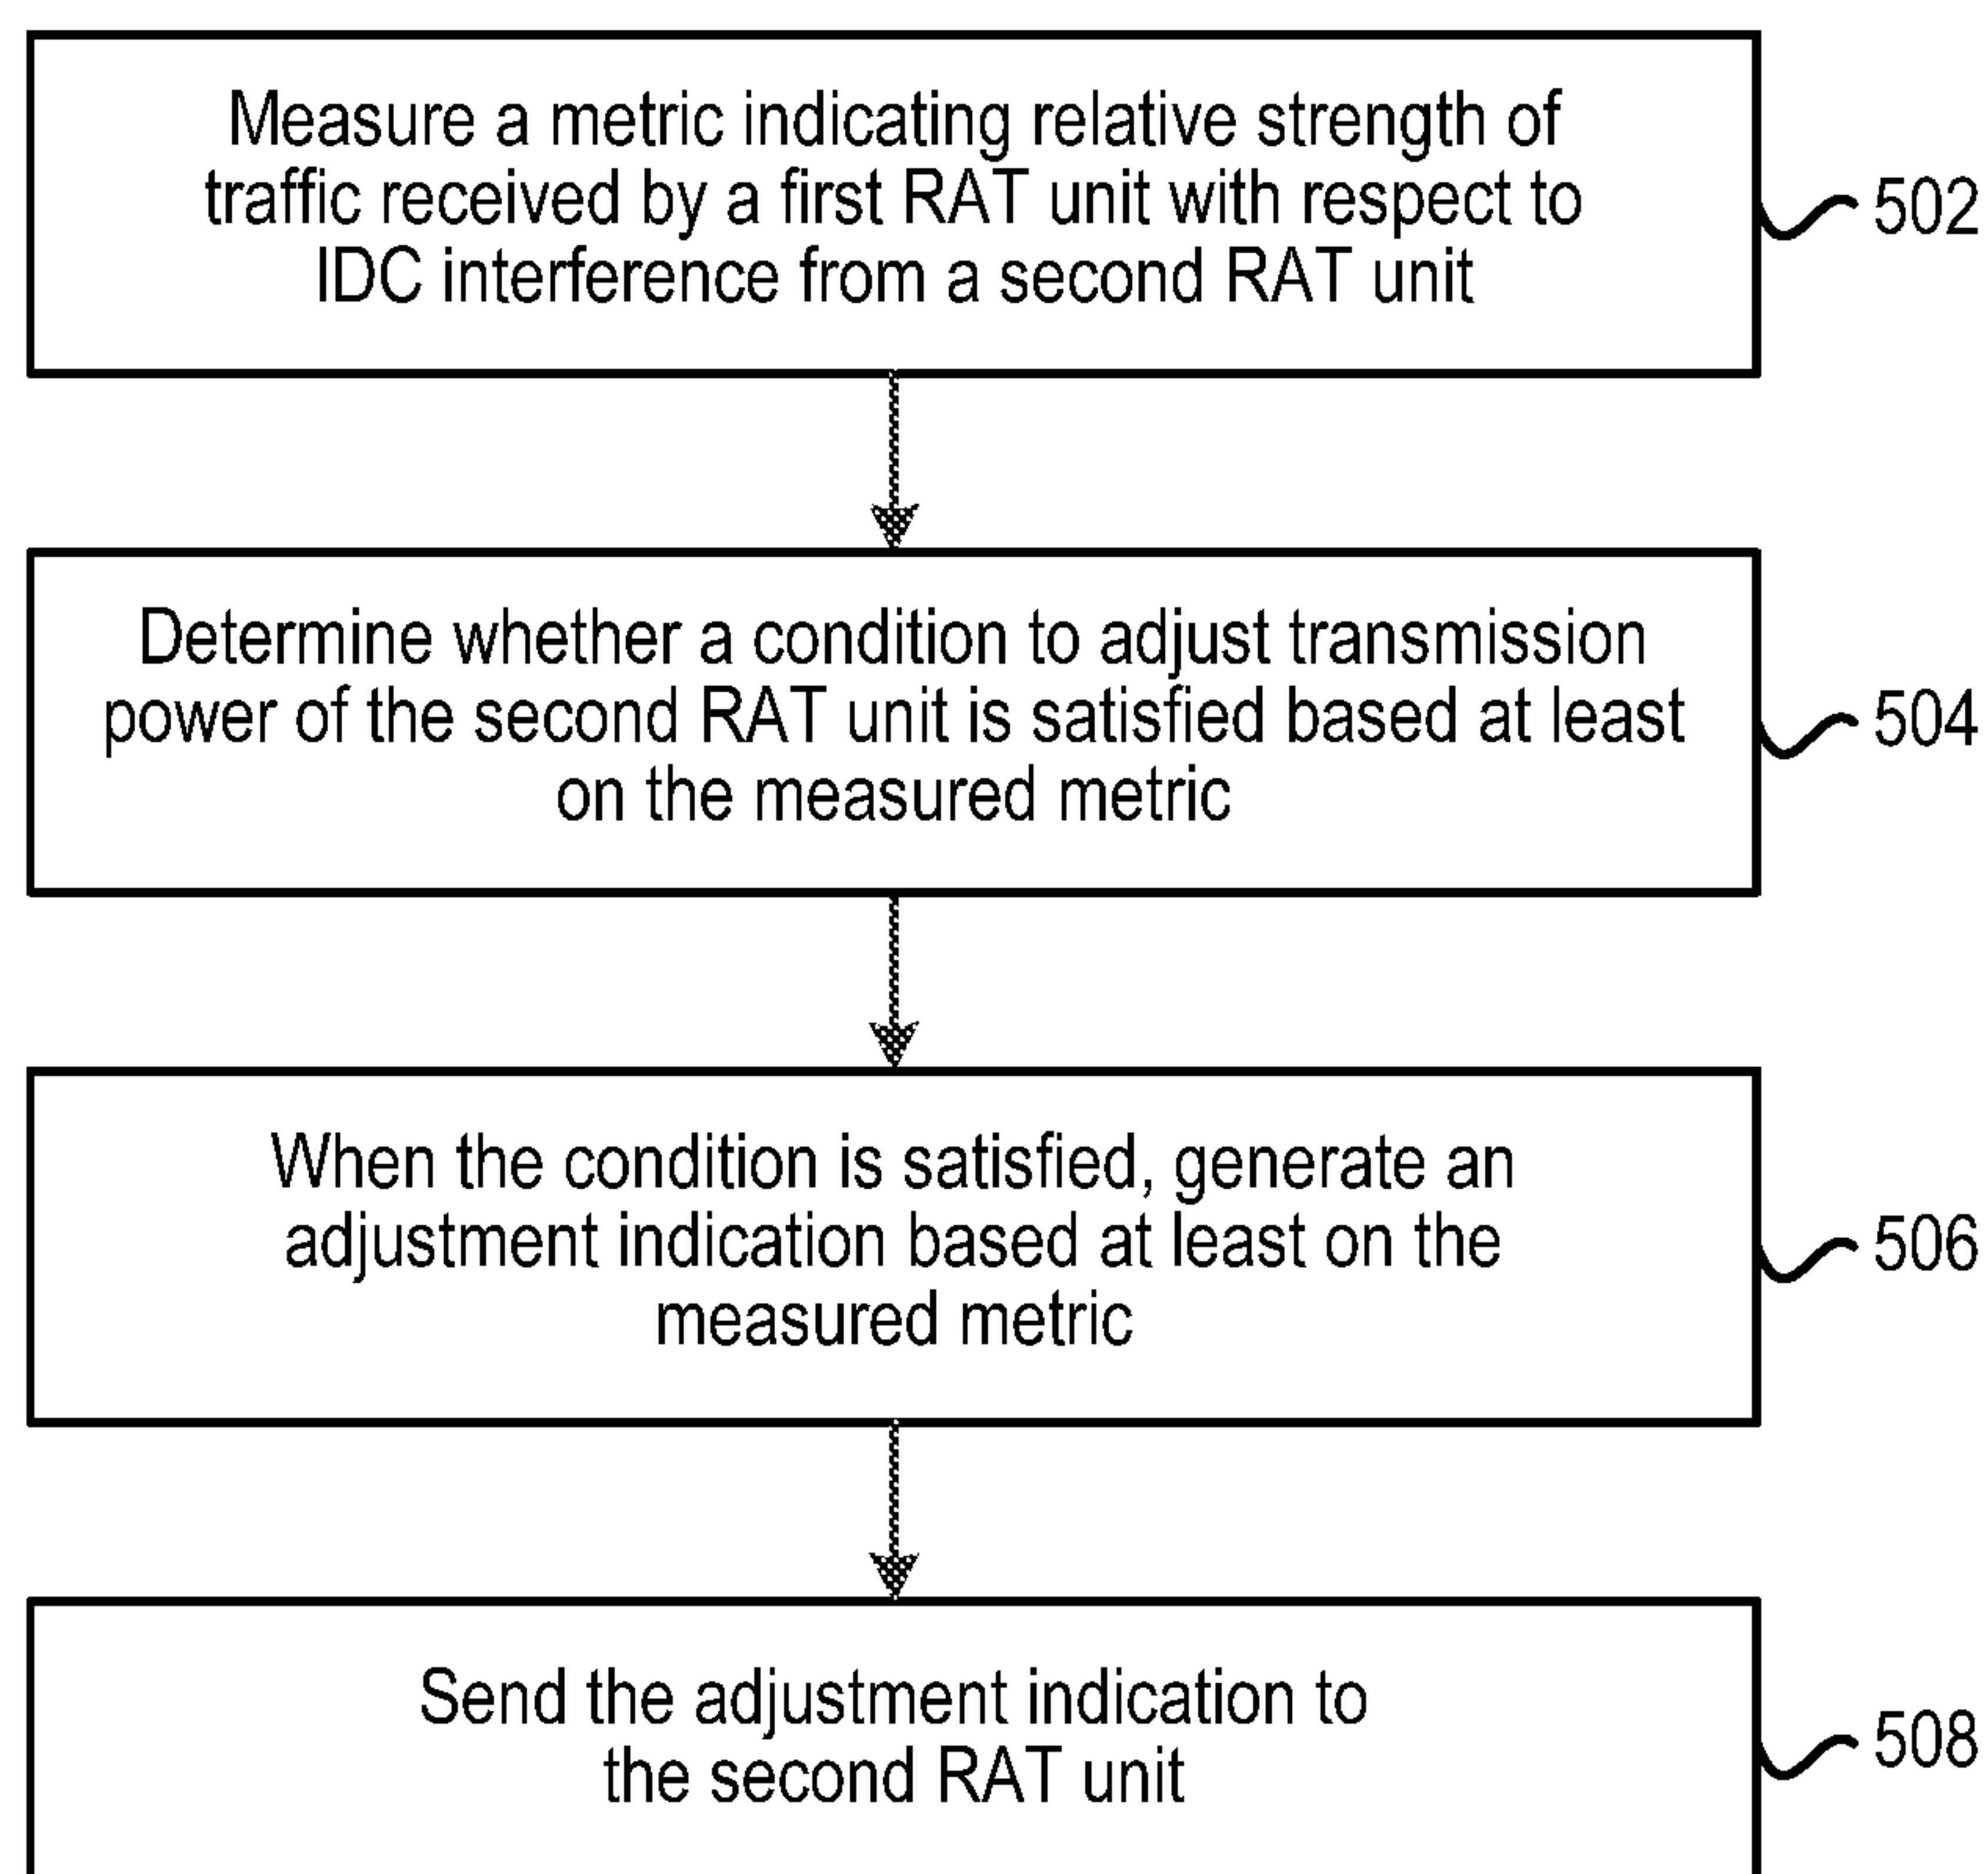 Measure a metric indicating relative strength of
traffic received by a first RAT unit with respect to
IDC interference from a second RAT unit
502
Determine whether a condition to adjust transmission
power of the second RAT unit is satisfied based at least
on the measured metric
504
When the condition is satisfied, generate an
adjustment indication based at least on the
measured metric
506
Send the adjustment indication to
the second RAT unit
508